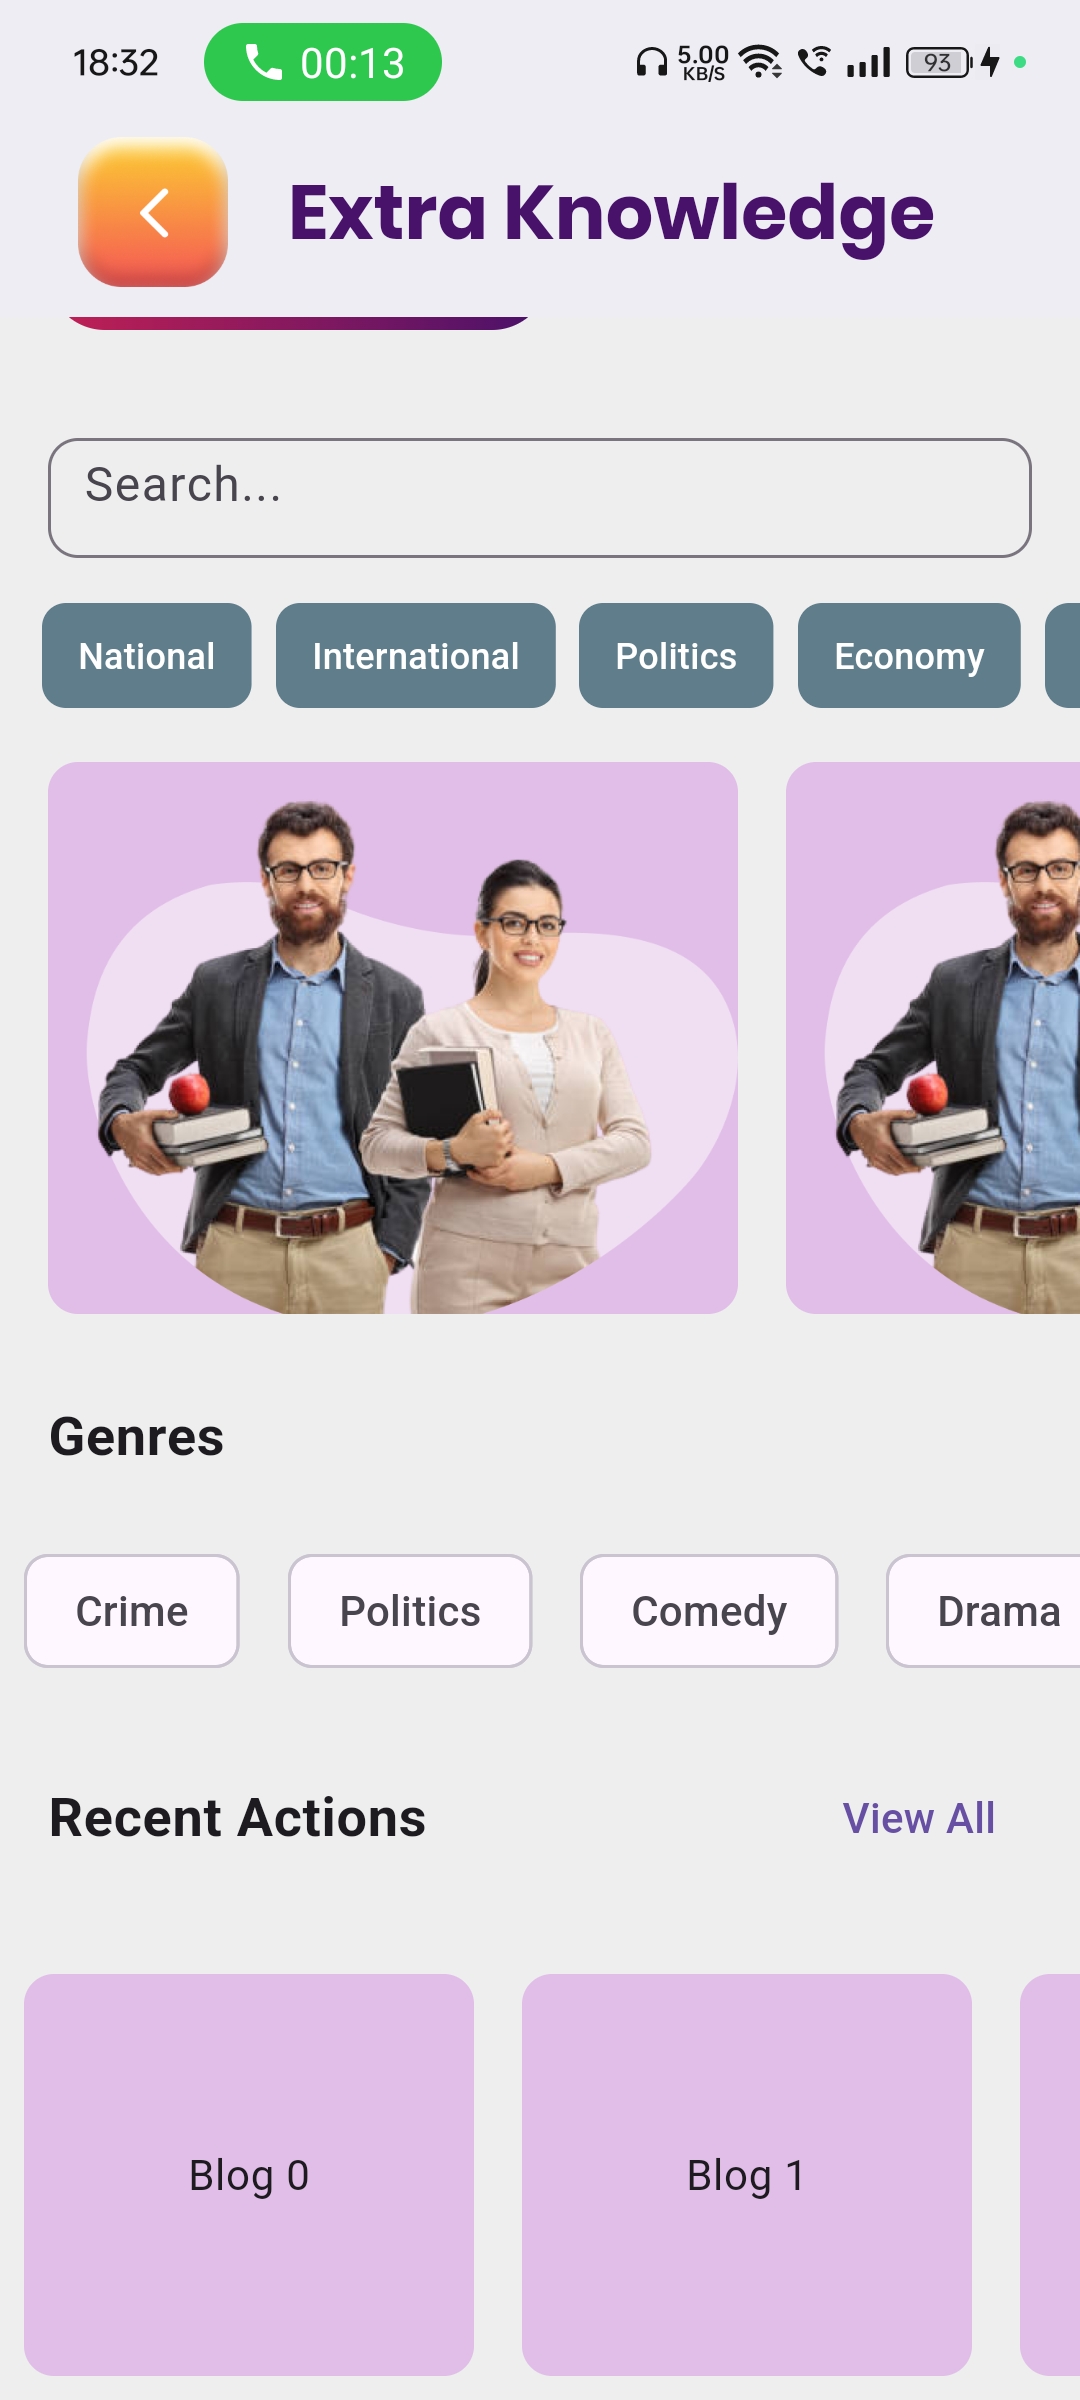 18:32
00:13
5.00
KB/S
93
Extra Knowledge
Search...
National
International
Politics
Economy
Genres
Crime
Politics
Comedy
Drama
Recent Actions
View All
Blog 0
Blog 1